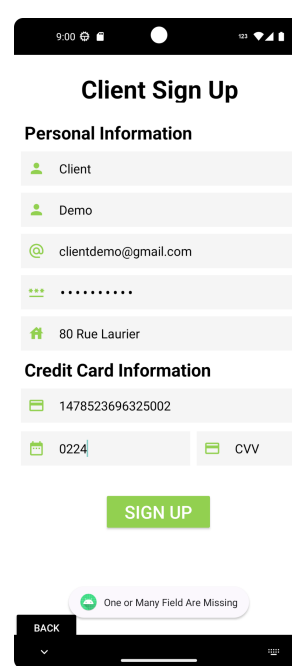 9:00
123
Client Sign Up
Personal Information
Client
Demo
clientdemo@gmail.com
***
••••••••••
80 Rue Laurier
Credit Card Information
1478523696325002
0224
CVV
SIGN UP
One or Many Field Are Missing
BACK